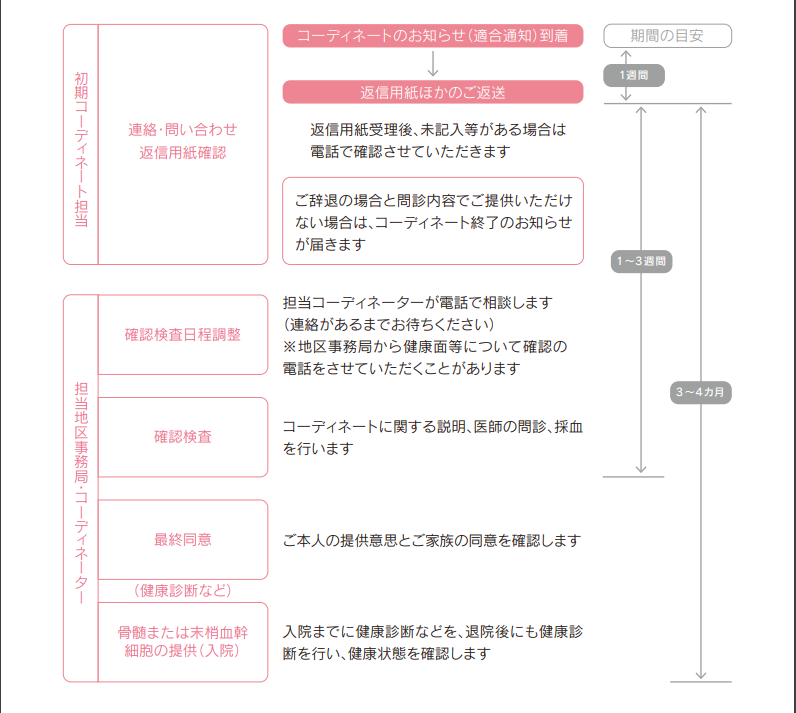 コーディネートのお知らせ（適合通知）到着
期間の目安
1週間
返信用紙ほかのご返送
初期コーディネート担当
連絡・問い合わせ
返信用紙確認
返信用紙受理後、未記入等がある場合は
電話で確認させていただきます
ご辞退の場合と問診内容でご提供いただけ
ない場合は、コーディネート終了のお知らせ
が届きます
1〜3週間
担当地区事務局・コーディネーター
確認検査日程調整
担当コーディネーターが電話で相談します
（連絡があるまでお待ちください）
※地区事務局から健康面等について確認の
電話をさせていただくことがあります
3〜4カ月
確認検査
コーディネートに関する説明、医師の問診、採血
を行います
最終同意
ご本人の提供意思とご家族の同意を確認します
（健康診断など）
骨髄または末梢血幹
細胞の提供（入院）
入院までに健康診断などを、退院後にも健康診
断を行い、健康状態を確認します